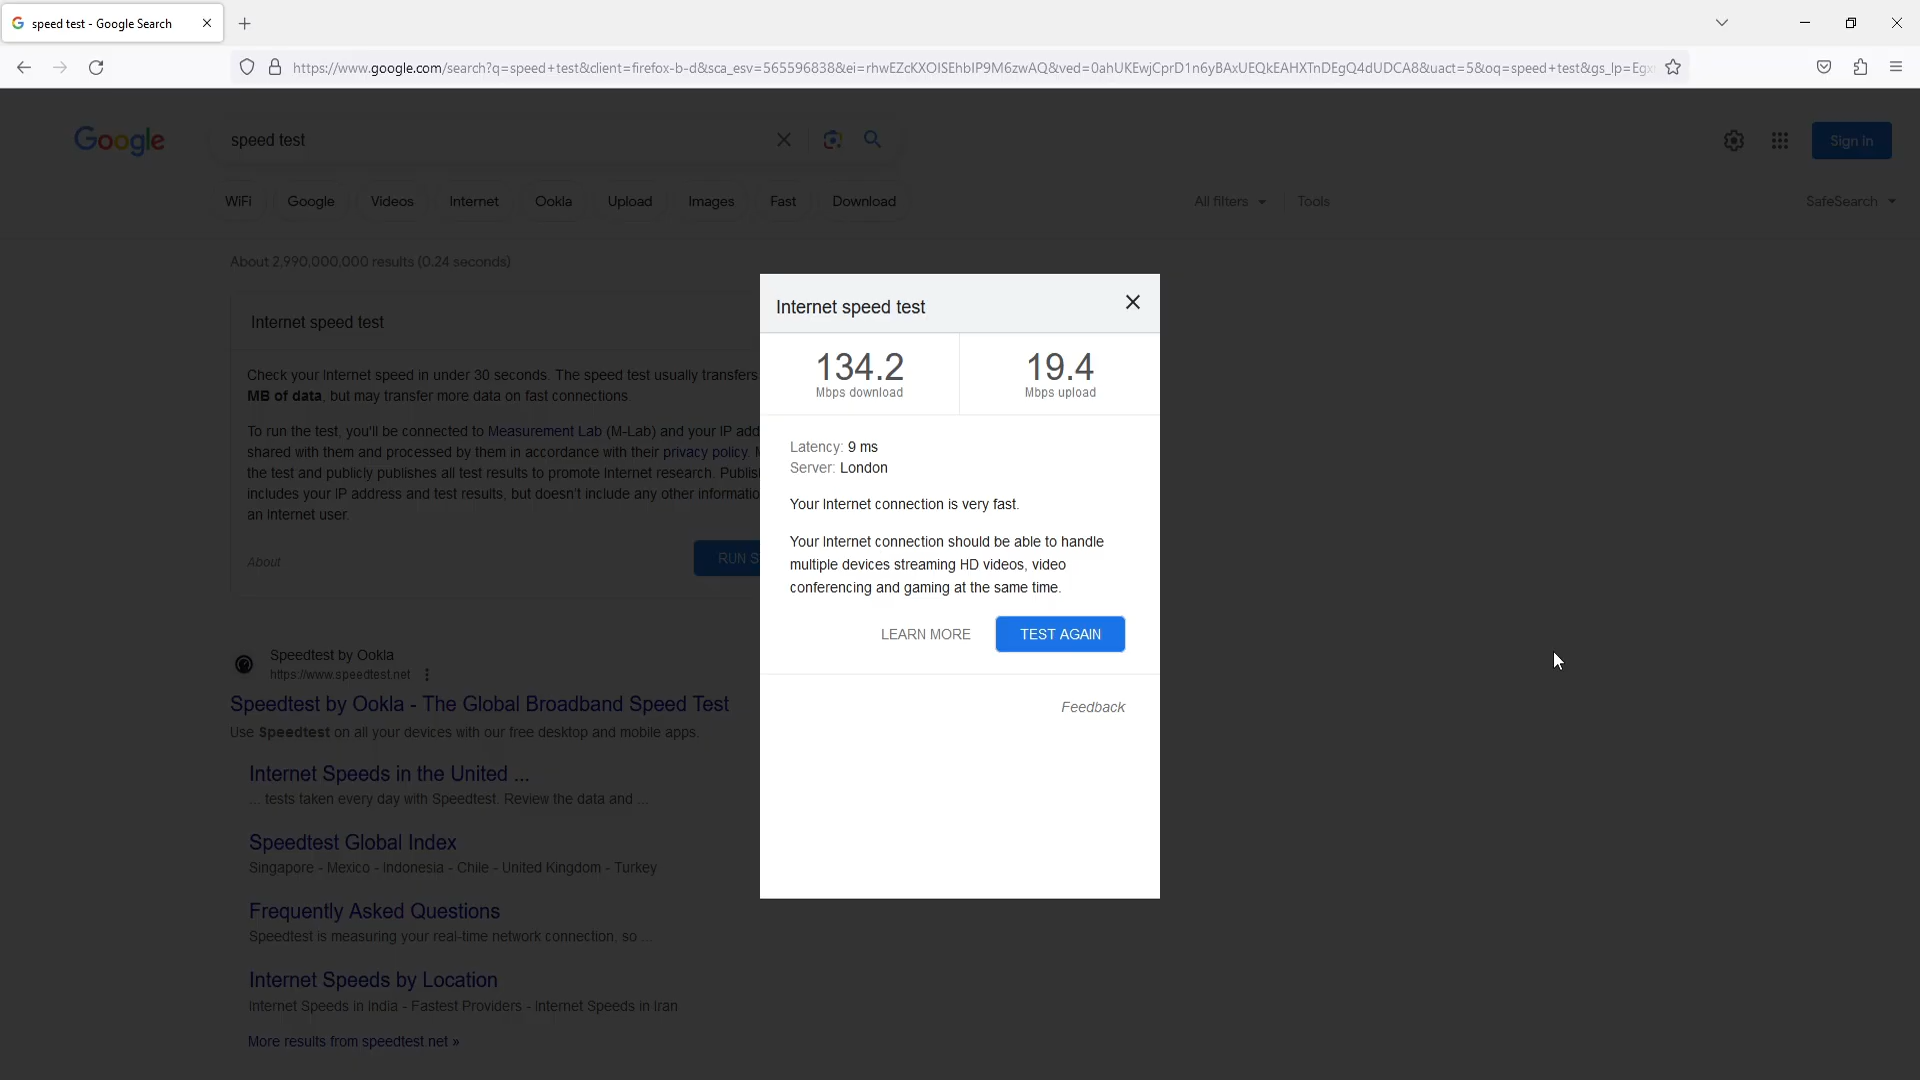 speed test - Google Search
https://www.google.com/search?q=speed+test&client=firefox-b-d&sca_esv=565596838&ei=rhwEZcKXOISEhbIP9M6zwAQ&ved=0ahUKEwjCprD1n6yBAxUEQkEAHXTnDEgQ4dUDCA8&uact=5&oq=speed+test&gs_lp=Egx
Google
speed test
Sign in
WiFi
Google
Videos
Internet
Ookla
Upload
Images
Fast
Download
All filters
Tools
SafeSearch
About 2,990,000,000 results (0.24 seconds)
Internet speed test
Check your Internet speed in under 30 seconds. The speed test usually transfers
MB of data, but may transfer more data on fast connections.
To run the test, you'll be connected to Measurement Lab (M-Lab) and your IP add
shared with them and processed by them in accordance with their privacy policy. M
the test and publicly publishes all test results to promote Internet research. Publis
includes your IP address and test results, but doesn't include any other informatio
an Internet user.
About
RUN S
Speedtest by Ookla
https://www.speedtest.net
Speedtest by Ookla - The Global Broadband Speed Test
Use Speedtest on all your devices with our free desktop and mobile apps.
Internet Speeds in the United ...
... tests taken every day with Speedtest. Review the data and ...
Speedtest Global Index
Singapore - Mexico - Indonesia - Chile - United Kingdom - Turkey
Frequently Asked Questions
Speedtest is measuring your real-time network connection, so ...
Internet Speeds by Location
Internet Speeds in India - Fastest Providers - Internet Speeds in Iran
More results from speedtest.net »
Internet speed test
134.2
Mbps download
19.4
Mbps upload
Latency: 9 ms
Server: London
Your Internet connection is very fast.
Your Internet connection should be able to handle
multiple devices streaming HD videos, video
conferencing and gaming at the same time.
LEARN MORE
TEST AGAIN
Feedback